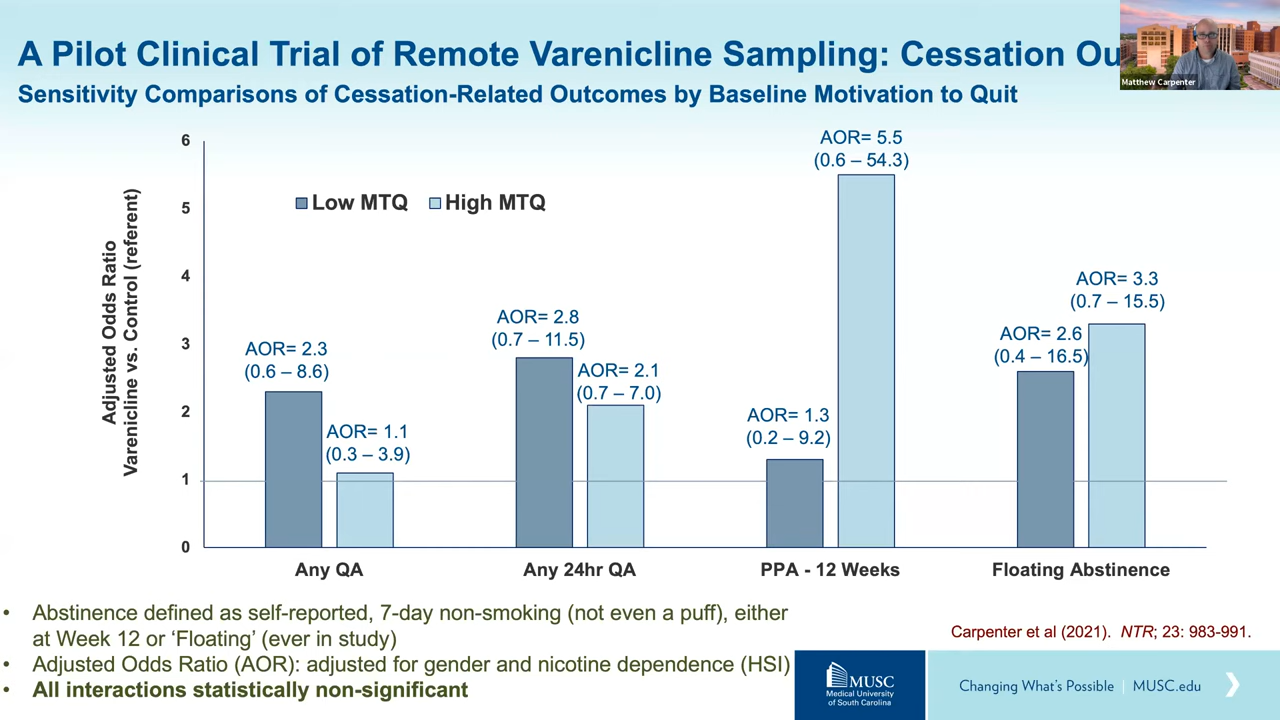 A Pilot Clinical Trial of Remote Varenicline Sampling: Cessation Ou
Matthew Carpenter
Sensitivity Comparisons of Cessation-Related Outcomes by Baseline Motivation to Quit
Adjusted Odds Ratio
Varenicline vs. Control (referent)
6
5
4
3
2
1
0
Low MTQ High MTQ
AOR= 2.3
(0.6 – 8.6)
AOR= 1.1
(0.3 – 3.9)
AOR= 2.8
(0.7 – 11.5)
AOR= 2.1
(0.7 – 7.0)
AOR= 1.3
(0.2 – 9.2)
AOR= 5.5
(0.6 – 54.3)
AOR= 2.6
(0.4 – 16.5)
AOR= 3.3
(0.7 – 15.5)
Any QA
Any 24hr QA
PPA - 12 Weeks
Floating Abstinence
• Abstinence defined as self-reported, 7-day non-smoking (not even a puff), either
at Week 12 or ‘Floating’ (ever in study)
• Adjusted Odds Ratio (AOR): adjusted for gender and nicotine dependence (HSI)
• All interactions statistically non-significant
Carpenter et al (2021). NTR; 23: 983-991.
MUSC
Medical University
of South Carolina
Changing What’s Possible | MUSC.edu